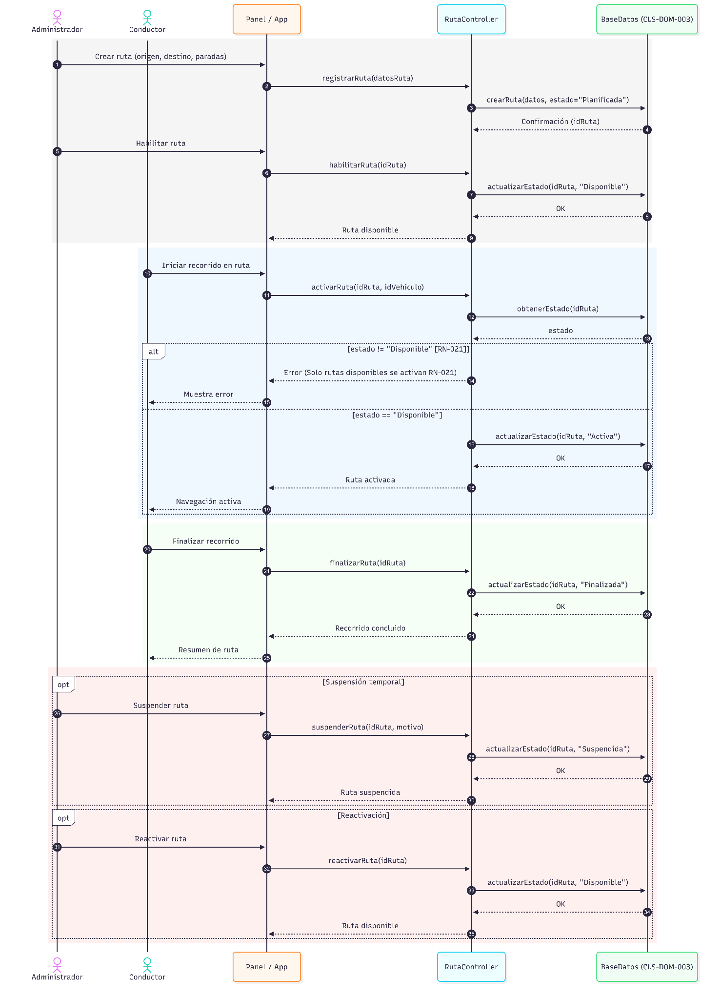 Administrador
Conductor
Panel / App
RutaController
BaseDatos (CLS-DOM-003)
Crear ruta (origen, destino, paradas)
1
registrarRuta(datosRuta)
2
crearRuta(datos, estado="Planificada")
3
Confirmación (idRuta)
4
Habilitar ruta
5
habilitarRuta(idRuta)
6
actualizarEstado(idRuta, "Disponible")
7
OK
8
Ruta disponible
9
Iniciar recorrido en ruta
10
activarRuta(idRuta, idVehiculo)
11
obtenerEstado(idRuta)
12
estado
13
alt
[estado != "Disponible" [RN-021]]
Error (Solo rutas disponibles se activan RN-021)
14
Muestra error
15
[estado == "Disponible"]
actualizarEstado(idRuta, "Activa")
16
OK
17
Ruta activada
18
Navegación activa
19
Finalizar recorrido
20
finalizarRuta(idRuta)
21
actualizarEstado(idRuta, "Finalizada")
22
OK
23
Recorrido concluido
24
Resumen de ruta
25
opt
[Suspensión temporal]
Suspender ruta
26
suspenderRuta(idRuta, motivo)
27
actualizarEstado(idRuta, "Suspendida")
28
OK
29
Ruta suspendida
30
opt
[Reactivación]
Reactivar ruta
31
reactivarRuta(idRuta)
32
actualizarEstado(idRuta, "Disponible")
33
OK
34
Ruta disponible
35
Administrador
Conductor
Panel / App
RutaController
BaseDatos (CLS-DOM-003)